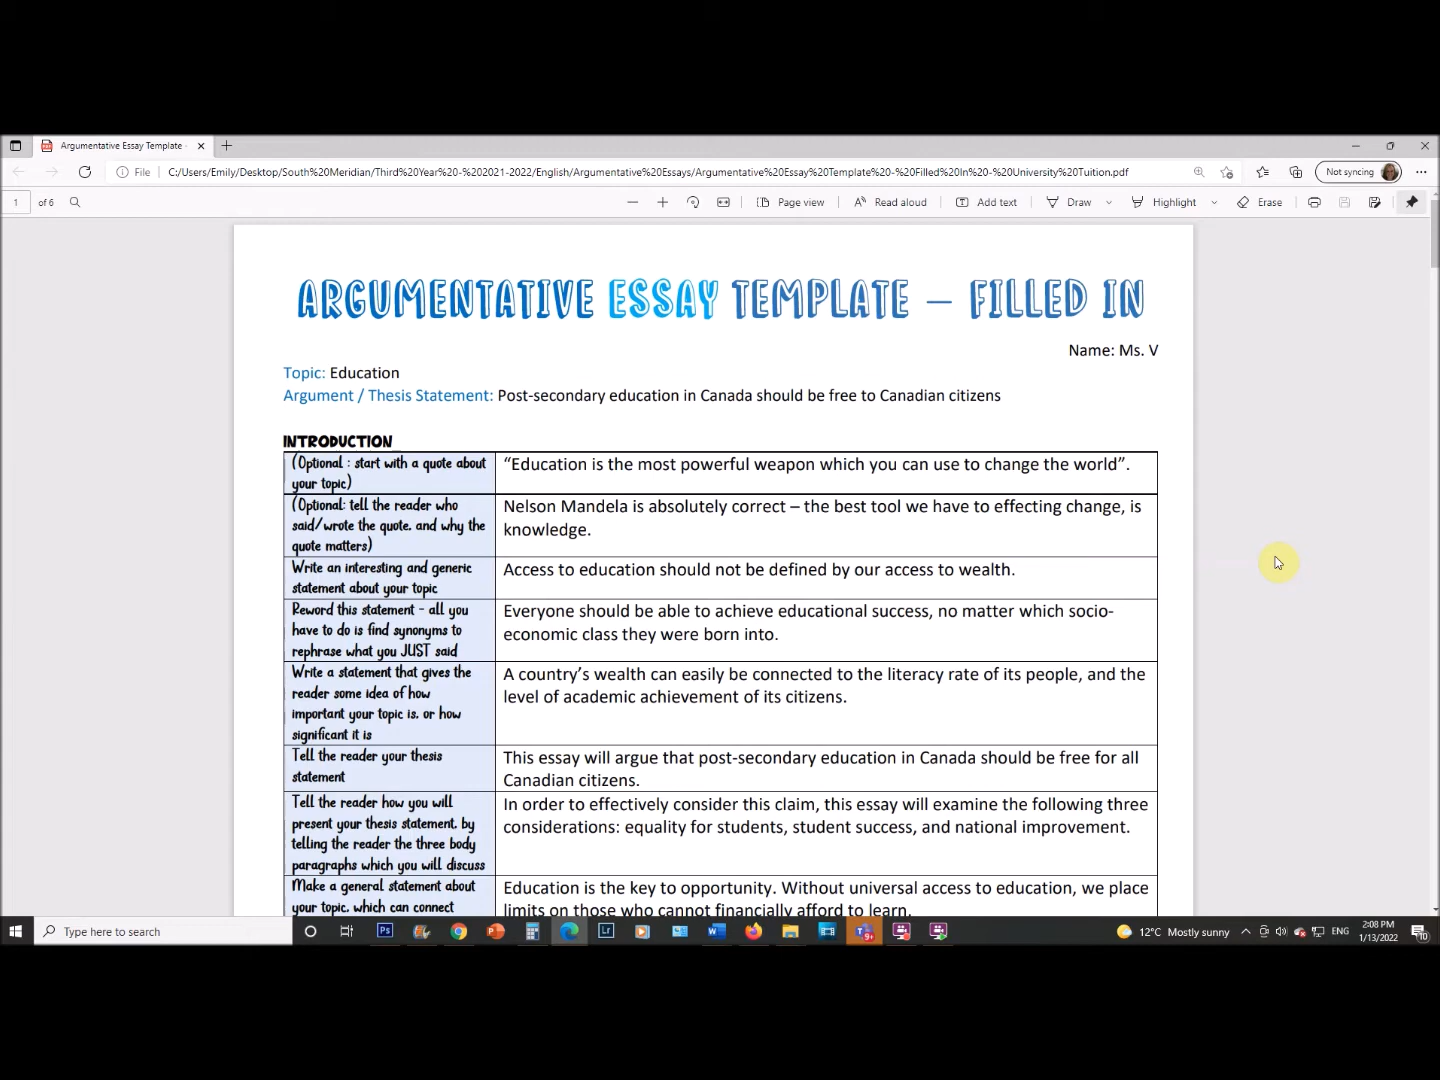 Argumentative Essay Template -
File
C:/Users/Emily/Desktop/South%20Meridian/Third%20Year%20-%202021-2022/English/Argumentative%20Essays/Argumentative%20Essay%20Template%20-%20Filled%20In%20-%20University%20Tuition.pdf
Not syncing
1 of 6
Page view
Read aloud
Add text
Draw
Highlight
Erase
ARGUMENTATIVE ESSAY TEMPLATE – FILLED IN
Name: Ms. V
Topic: Education
Argument / Thesis Statement: Post-secondary education in Canada should be free to Canadian citizens
INTRODUCTION
(Optional : start with a quote about
your topic)
“Education is the most powerful weapon which you can use to change the world”.
(Optional: tell the reader who
said/wrote the quote, and why the
quote matters)
Nelson Mandela is absolutely correct – the best tool we have to effecting change, is
knowledge.
Write an interesting and generic
statement about your topic
Access to education should not be defined by our access to wealth.
Reword this statement - all you
have to do is find synonyms to
rephrase what you JUST said
Everyone should be able to achieve educational success, no matter which socio-
economic class they were born into.
Write a statement that gives the
reader some idea of how
important your topic is, or how
significant it is
A country’s wealth can easily be connected to the literacy rate of its people, and the
level of academic achievement of its citizens.
Tell the reader your thesis
statement
This essay will argue that post-secondary education in Canada should be free for all
Canadian citizens.
Tell the reader how you will
present your thesis statement, by
telling the reader the three body
paragraphs which you will discuss
In order to effectively consider this claim, this essay will examine the following three
considerations: equality for students, student success, and national improvement.
Make a general statement about
your topic, which can connect
Education is the key to opportunity. Without universal access to education, we place
limits on those who cannot financially afford to learn.
Type here to search
Ps
Lr
9+
12°C Mostly sunny
ENG
2:08 PM
1/13/2022
10